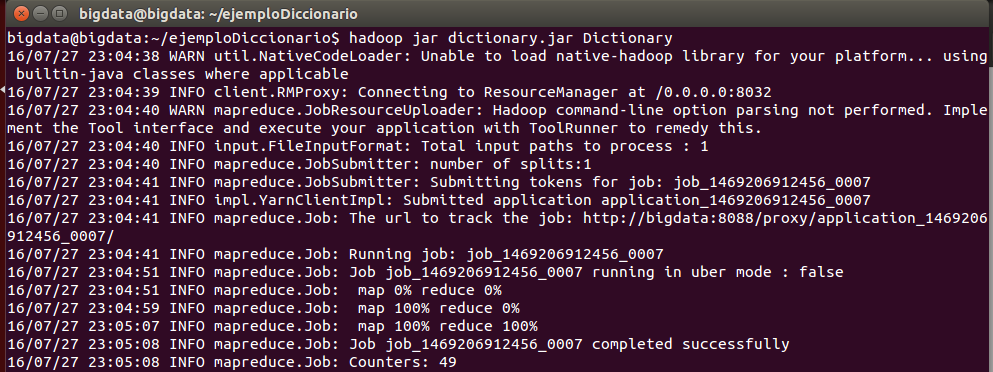 bigdata@bigdata: ~/ejemploDiccionario
bigdata@bigdata:~/ejemploDiccionario$ hadoop jar dictionary.jar Dictionary
16/07/27 23:04:38 WARN util.NativeCodeLoader: Unable to load native-hadoop library for your platform... using
 builtin-java classes where applicable
16/07/27 23:04:39 INFO client.RMProxy: Connecting to ResourceManager at /0.0.0.0:8032
16/07/27 23:04:40 WARN mapreduce.JobResourceUploader: Hadoop command-line option parsing not performed. Imple
ment the Tool interface and execute your application with ToolRunner to remedy this.
16/07/27 23:04:40 INFO input.FileInputFormat: Total input paths to process : 1
16/07/27 23:04:40 INFO mapreduce.JobSubmitter: number of splits:1
16/07/27 23:04:41 INFO mapreduce.JobSubmitter: Submitting tokens for job: job_1469206912456_0007
16/07/27 23:04:41 INFO impl.YarnClientImpl: Submitted application application_1469206912456_0007
16/07/27 23:04:41 INFO mapreduce.Job: The url to track the job: http://bigdata:8088/proxy/application_1469206
912456_0007/
16/07/27 23:04:41 INFO mapreduce.Job: Running job: job_1469206912456_0007
16/07/27 23:04:51 INFO mapreduce.Job: Job job_1469206912456_0007 running in uber mode : false
16/07/27 23:04:51 INFO mapreduce.Job:  map 0% reduce 0%
16/07/27 23:04:59 INFO mapreduce.Job:  map 100% reduce 0%
16/07/27 23:05:07 INFO mapreduce.Job:  map 100% reduce 100%
16/07/27 23:05:08 INFO mapreduce.Job: Job job_1469206912456_0007 completed successfully
16/07/27 23:05:08 INFO mapreduce.Job: Counters: 49